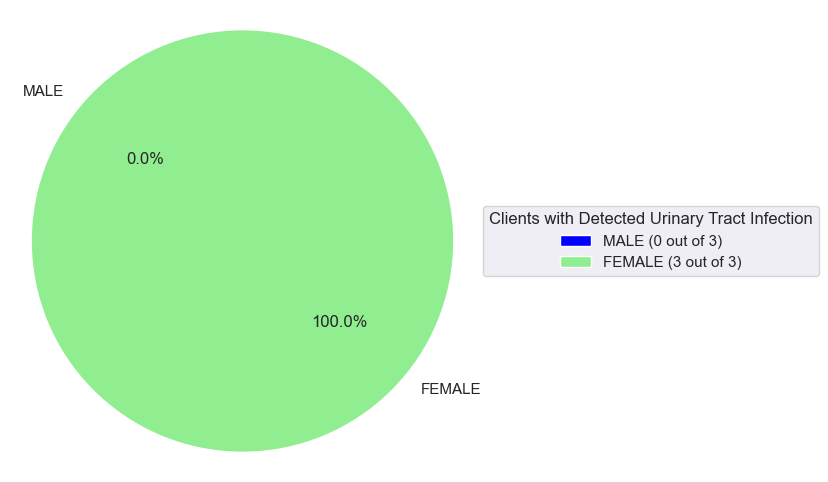 MALE
0.0%
100.0%
FEMALE
Clients with Detected Urinary Tract Infection
MALE (0 out of 3)
FEMALE (3 out of 3)